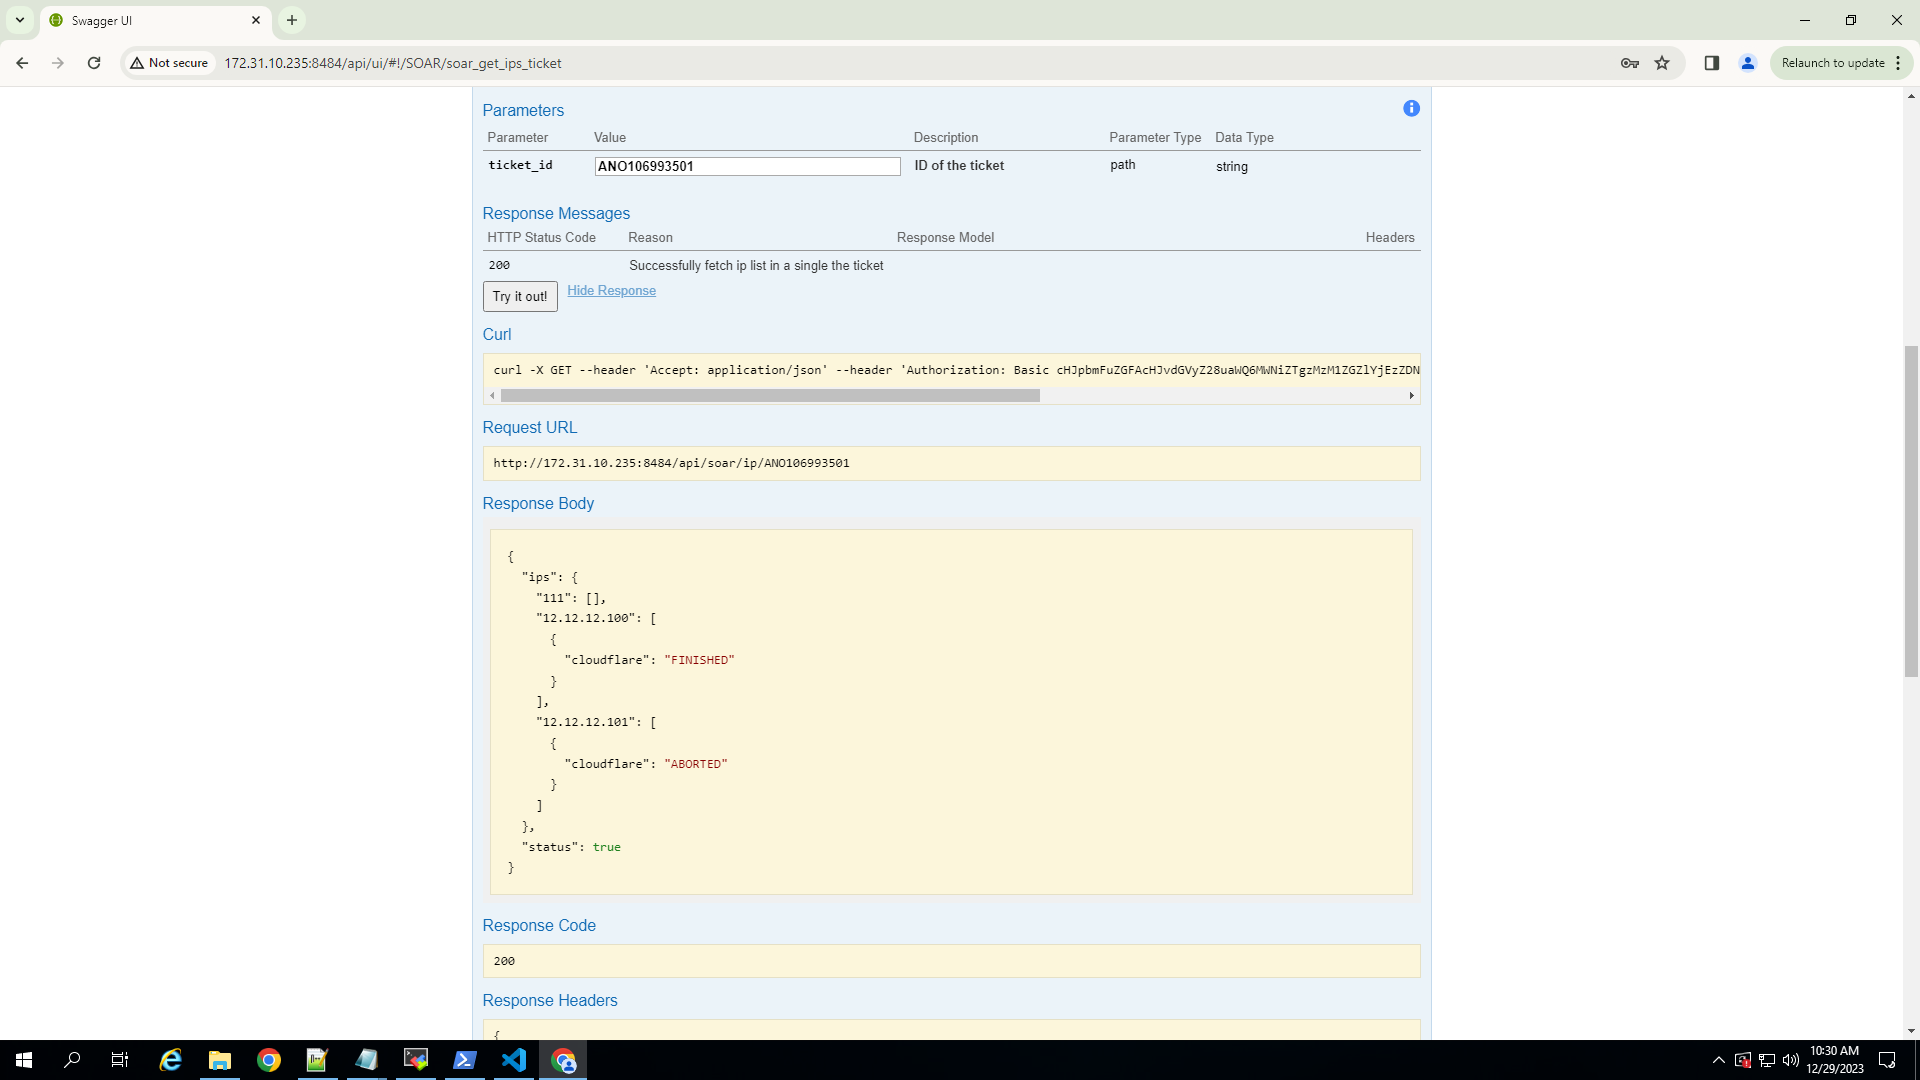 Swagger UI
Not secure
172.31.10.235:8484/api/ui/#!/SOAR/soar_get_ips_ticket
Relaunch to update
Parameters
Parameter Value Description Parameter Type Data Type
ticket_id ANO106993501 ID of the ticket path string
Response Messages
HTTP Status Code Reason Response Model Headers
200 Successfully fetch ip list in a single the ticket
Try it out! Hide Response
Curl
curl -X GET --header 'Accept: application/json' --header 'Authorization: Basic cHJpbmFuZGFAcHJvdGVyZ28uaWQ6MWNiZTgzMzM1ZGZlYjEzZDN
Request URL
http://172.31.10.235:8484/api/soar/ip/ANO106993501
Response Body
{
"ips": {
"111": [],
"12.12.12.100": [
{
"cloudflare": "FINISHED"
}
],
"12.12.12.101": [
{
"cloudflare": "ABORTED"
}
]
},
"status": true
}
Response Code
200
Response Headers
{
10:30 AM
12/29/2023